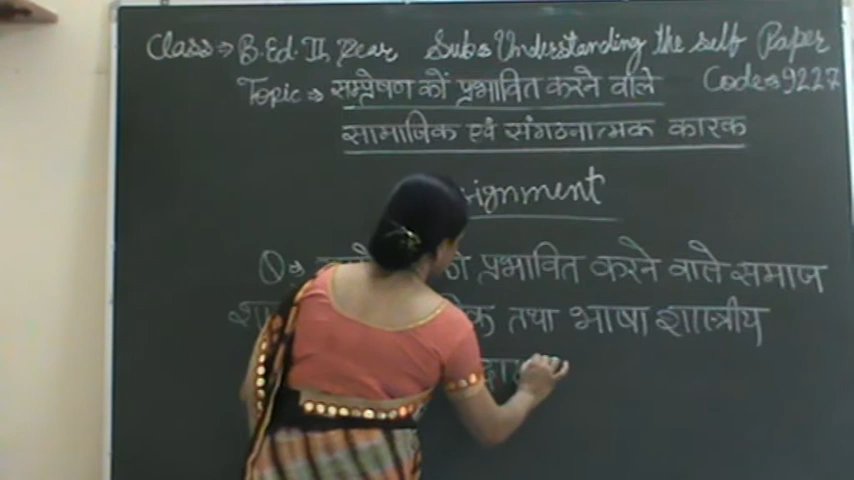 Class → B.Ed. II, Year Sub: Understanding the self Paper
Topic → सम्प्रेषण कों प्रभावित करने वाले Code: 9227
सामाजिक एवं संगठनात्मक कारक
ignment
प्रभावित करने वाले समाज
तथा भाषा शास्त्रीय